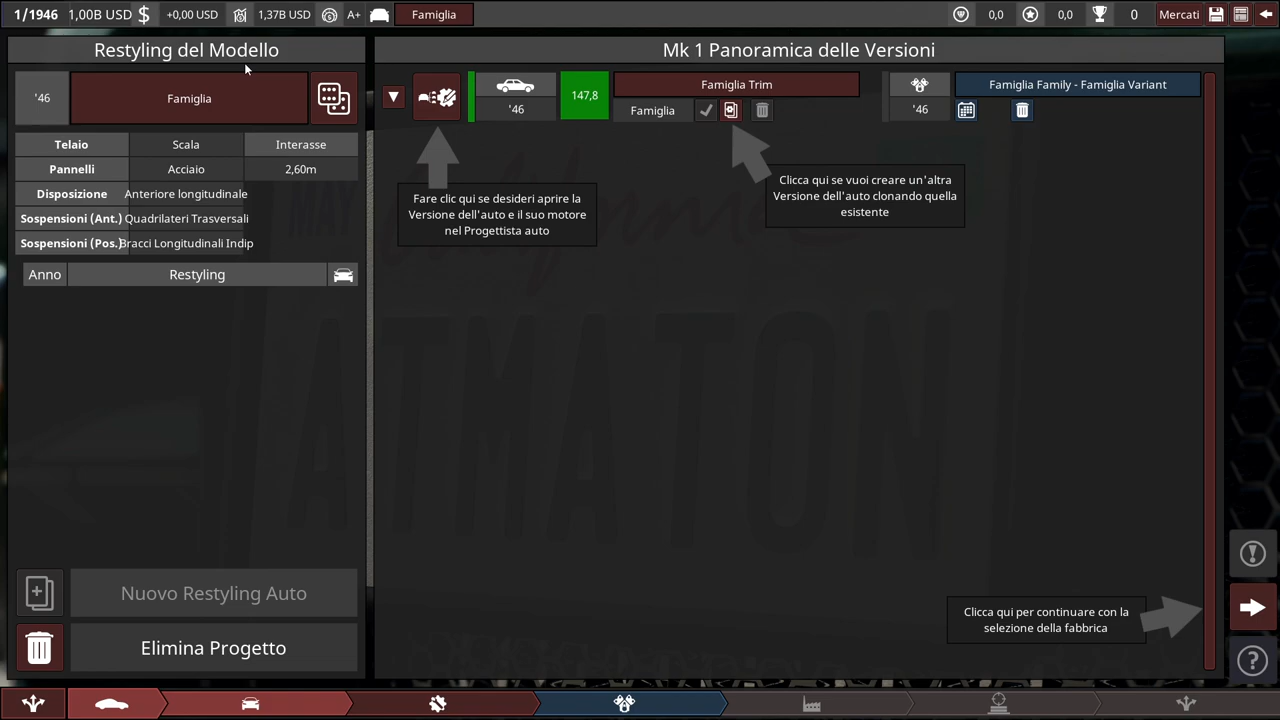 1/1946 1,00B USD $ +0,00 USD 1,37B USD A+ Famiglia 0,0 0,0 0 Mercati
Restyling del Modello
'46 Famiglia
Telaio Scala Interasse
Pannelli Acciaio 2,60m
Disposizione Anteriore longitudinale
Sospensioni (Ant.) Quadrilateri Trasversali
Sospensioni (Pos.) Bracci Longitudinali Indip
Anno Restyling
Nuovo Restyling Auto
Elimina Progetto
Mk 1 Panoramica delle Versioni
'46 147,8 Famiglia Trim
Famiglia
'46 Famiglia Family - Famiglia Variant
Fare clic qui se desideri aprire la
Versione dell'auto e il suo motore
nel Progettista auto
Clicca qui se vuoi creare un'altra
Versione dell'auto clonando quella
esistente
Clicca qui per continuare con la
selezione della fabbrica